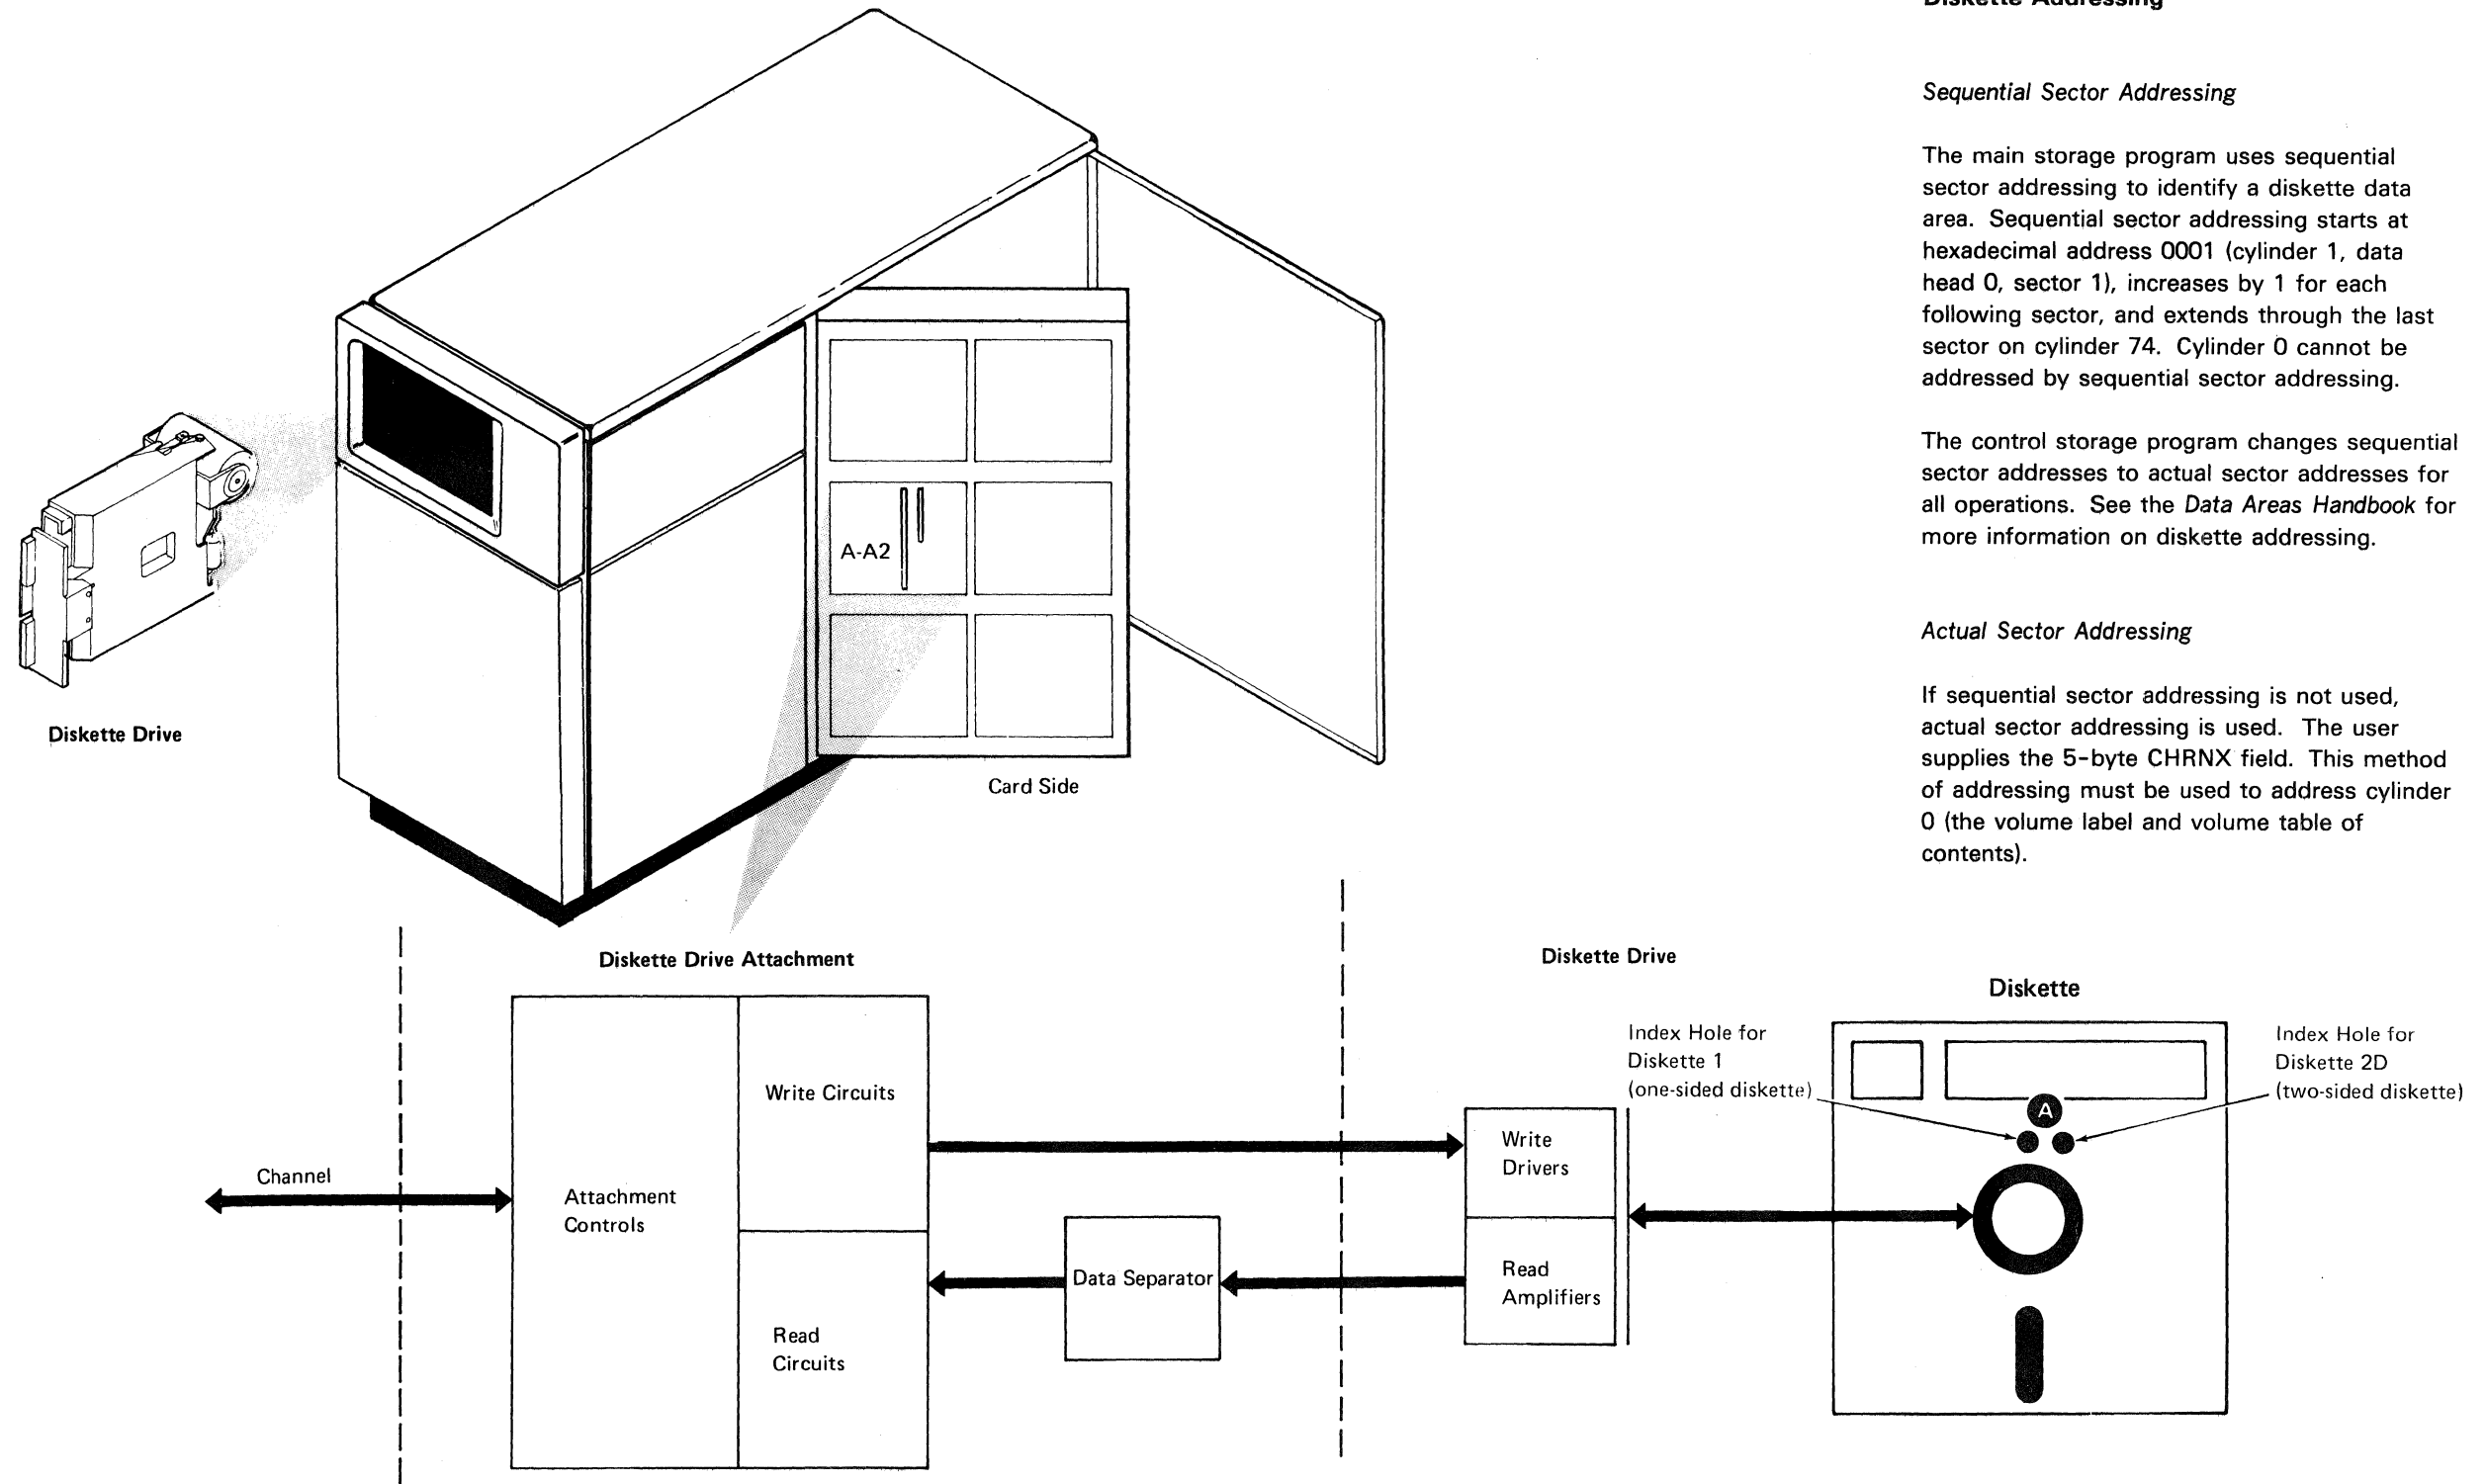 Diskette Addressing
Sequential Sector Addressing
The main storage program uses sequential
sector addressing to identify a diskette data
area. Sequential sector addressing starts at
hexadecimal address 0001 (cylinder 1, data
head 0, sector 1), increases by 1 for each
following sector, and extends through the last
sector on cylinder 74. Cylinder 0 cannot be
addressed by sequential sector addressing.
The control storage program changes sequential
sector addresses to actual sector addresses for
all operations. See the Data Areas Handbook for
more information on diskette addressing.
Actual Sector Addressing
If sequential sector addressing is not used,
actual sector addressing is used. The user
supplies the 5-byte CHRNX field. This method
of addressing must be used to address cylinder
0 (the volume label and volume table of
contents).
A-A2
Diskette Drive
Card Side
Diskette Drive Attachment
Diskette Drive
Diskette
Index Hole for
Diskette 1
(one-sided diskette)
Index Hole for
Diskette 2D
(two-sided diskette)
A
Channel
Attachment
Controls
Write Circuits
Read
Circuits
Data Separator
Write
Drivers
Read
Amplifiers